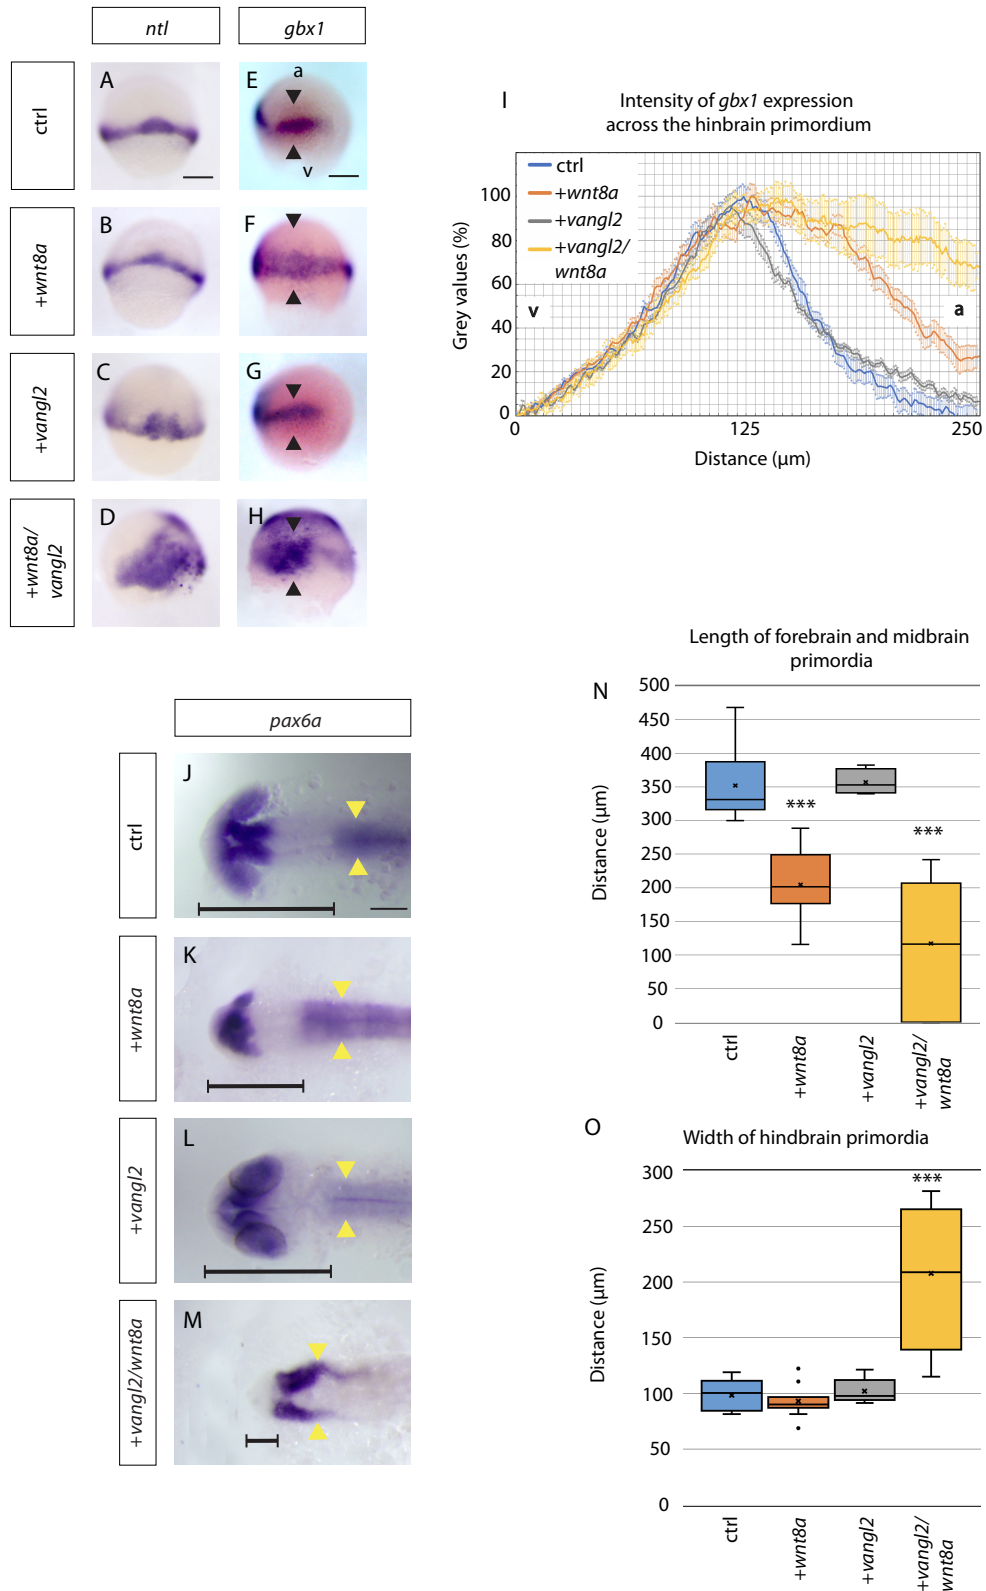 ntl
gbx1
ctrl
A
E
a
v
+wnt8a
B
F
+vangl2
C
G
+wnt8a/
vangl2
D
H
I
Intensity of gbx1 expression
across the hinbrain primordium
Grey values (%)
100
80
60
40
20
0
ctrl
+wnt8a
+vangl2
+vangl2/
wnt8a
v
a
0
125
250
Distance (µm)
pax6a
ctrl
J
+wnt8a
K
+vangl2
L
+vangl2/wnt8a
M
Length of forebrain and midbrain
primordia
N
Distance (µm)
500
450
400
350
300
250
200
150
100
50
0
***
***
ctrl
+wnt8a
+vangl2
+vangl2/
wnt8a
O
Width of hindbrain primordia
Distance (µm)
300
250
200
150
100
50
0
***
ctrl
+wnt8a
+vangl2
+vangl2/
wnt8a